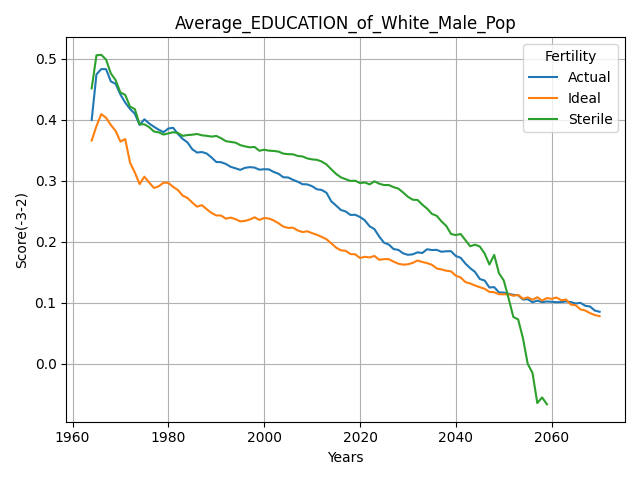 Average_EDUCATION_of_White_Male_Pop
Fertility
Actual
Ideal
Sterile
Score(-3-2)
0.5
0.4
0.3
0.2
0.1
0.0
1960 1980 2000 2020 2040 2060
Years